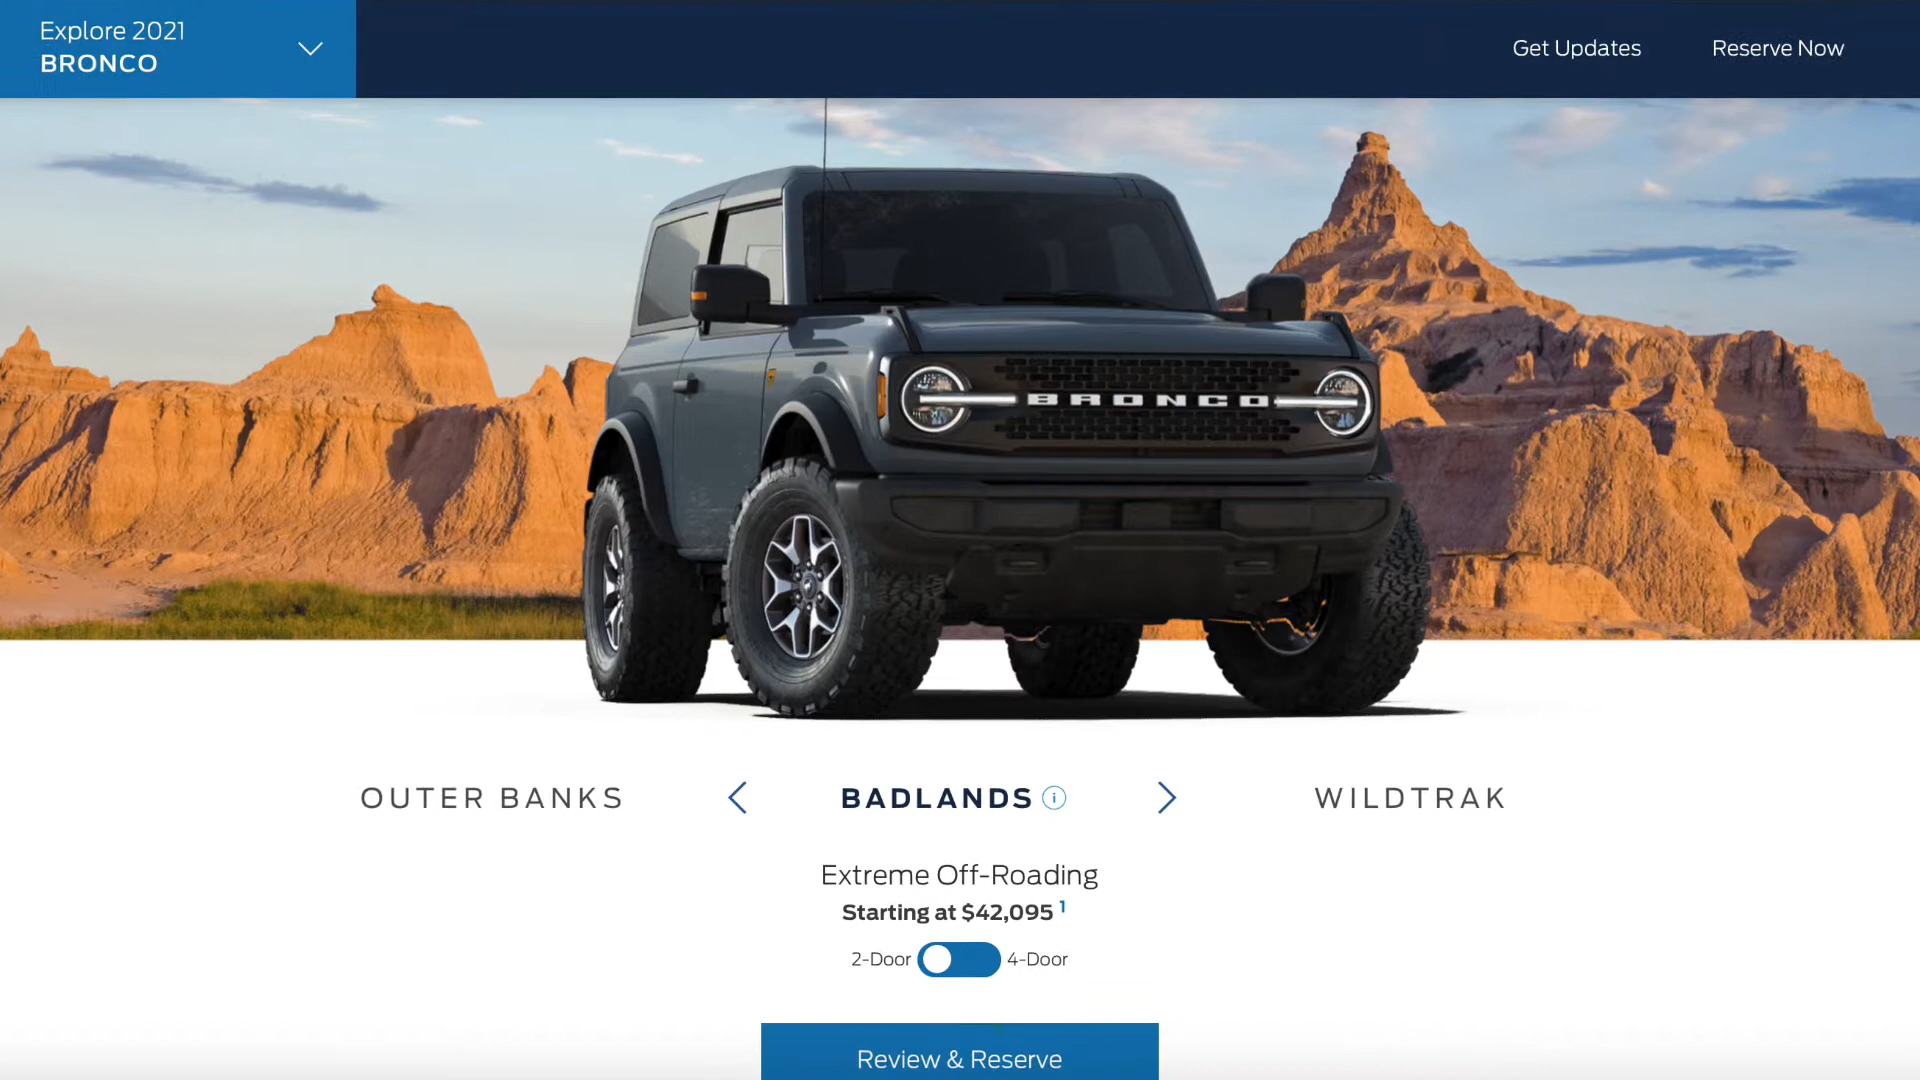 Explore 2021
BRONCO
Get Updates
Reserve Now
BRONCO
OUTER BANKS
BADLANDS
WILDTRAK
Extreme Off-Roading
Starting at $42,095 1
2-Door
4-Door
Review & Reserve